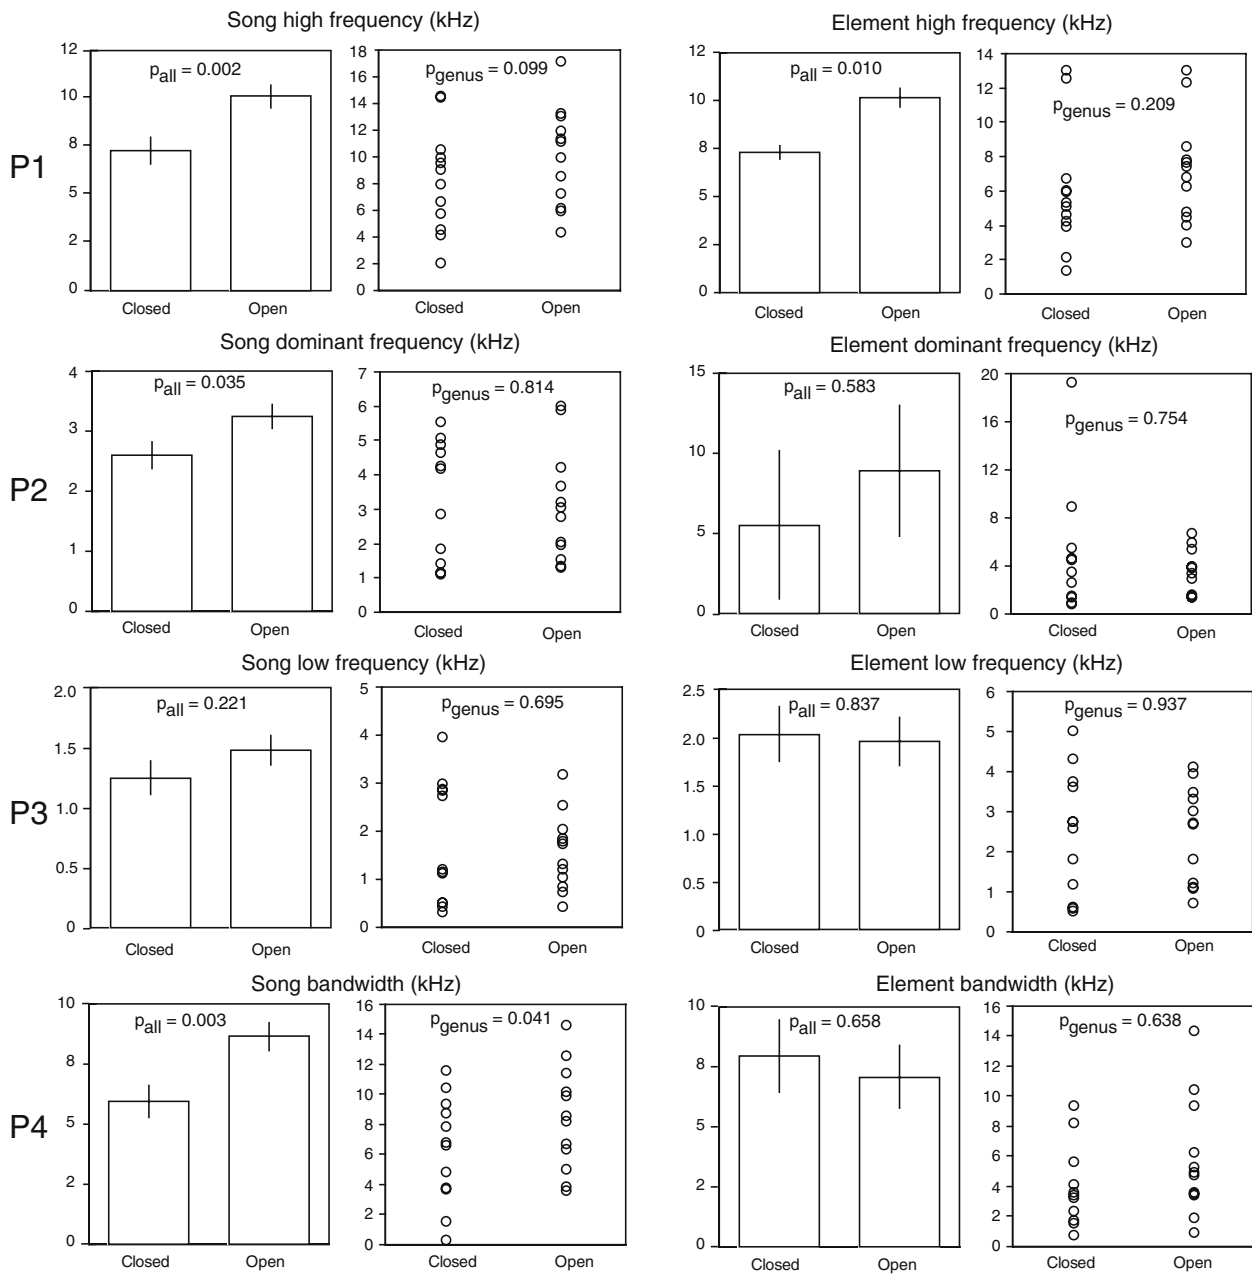 Song high frequency (kHz)
Element high frequency (kHz)
P1
12
10
8
5
2
0
p_all = 0.002
Closed Open
18
16
14
12
10
8
6
4
2
0
p_genus = 0.099
12
10
8
5
2
0
p_all = 0.010
Closed Open
14
12
10
8
6
4
2
0
p_genus = 0.209
Closed Open
Song dominant frequency (kHz)
Element dominant frequency (kHz)
P2
4
3
2
1
0
p_all = 0.035
Closed Open
7
6
5
4
3
2
1
0
p_genus = 0.814
Closed Open
15
10
5
0
p_all = 0.583
Closed Open
20
16
12
8
4
0
p_genus = 0.754
Closed Open
Song low frequency (kHz)
Element low frequency (kHz)
P3
2.0
1.5
1.0
0.5
0
p_all = 0.221
Closed Open
5
4
3
2
1
0
p_genus = 0.695
Closed Open
2.5
2.0
1.5
1.0
0.5
0
p_all = 0.837
Closed Open
6
5
4
3
2
1
0
p_genus = 0.937
Closed Open
Song bandwidth (kHz)
Element bandwidth (kHz)
P4
10
8
5
2
0
p_all = 0.003
Closed Open
16
14
12
10
8
6
4
2
0
p_genus = 0.041
Closed Open
10
8
5
2
0
p_all = 0.658
Closed Open
16
14
12
10
8
6
4
2
0
p_genus = 0.638
Closed Open